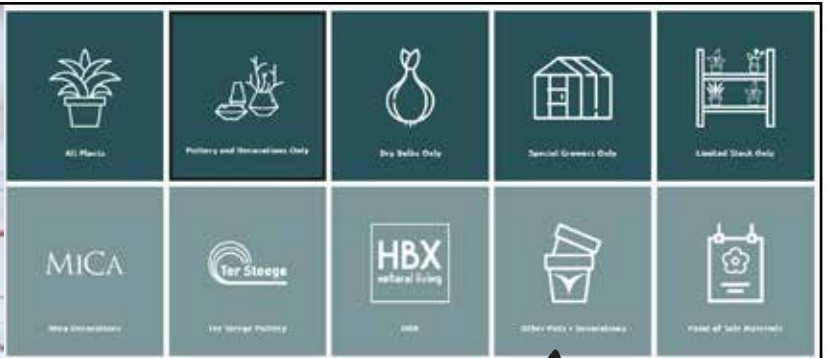 All Plants
Pottery and Decorations Only
Dry Bulbs Only
Special Growers Only
Limited Stock Only
MICA
Ter Steege
HBX
natural living
Mica Decorations
Ter Steege Pottery
HBX
Other Pots + Decorations
Point of Sale Materials